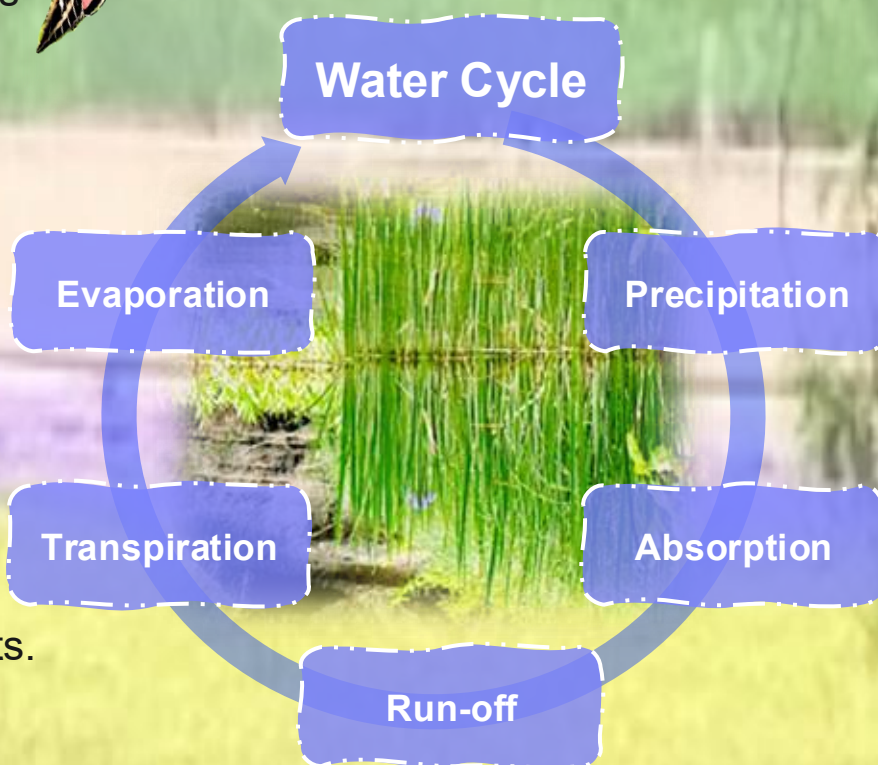 Water Cycle
Evaporation
Precipitation
Transpiration
Absorption
Run-off